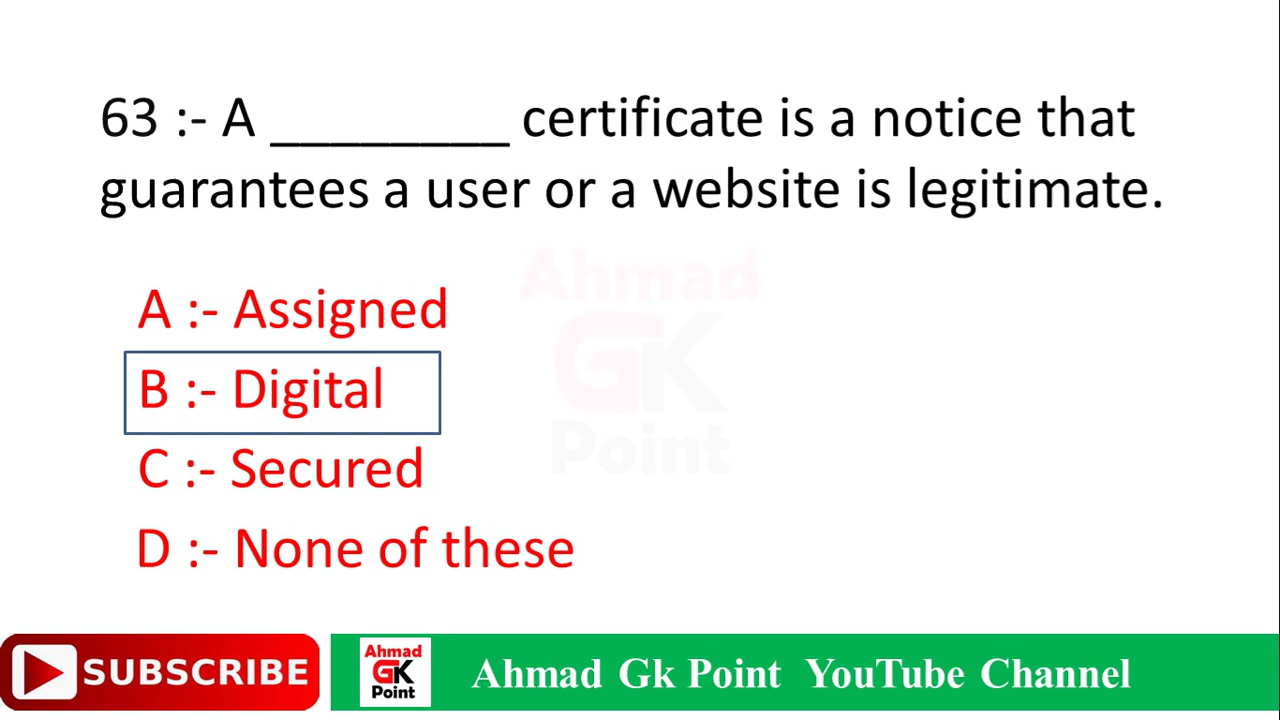 63 :- A ________ certificate is a notice that
guarantees a user or a website is legitimate.
Ahmad
GK
Point
A :- Assigned
B :- Digital
C :- Secured
D :- None of these
SUBSCRIBE
Ahmad
GK
Point
Ahmad Gk Point YouTube Channel